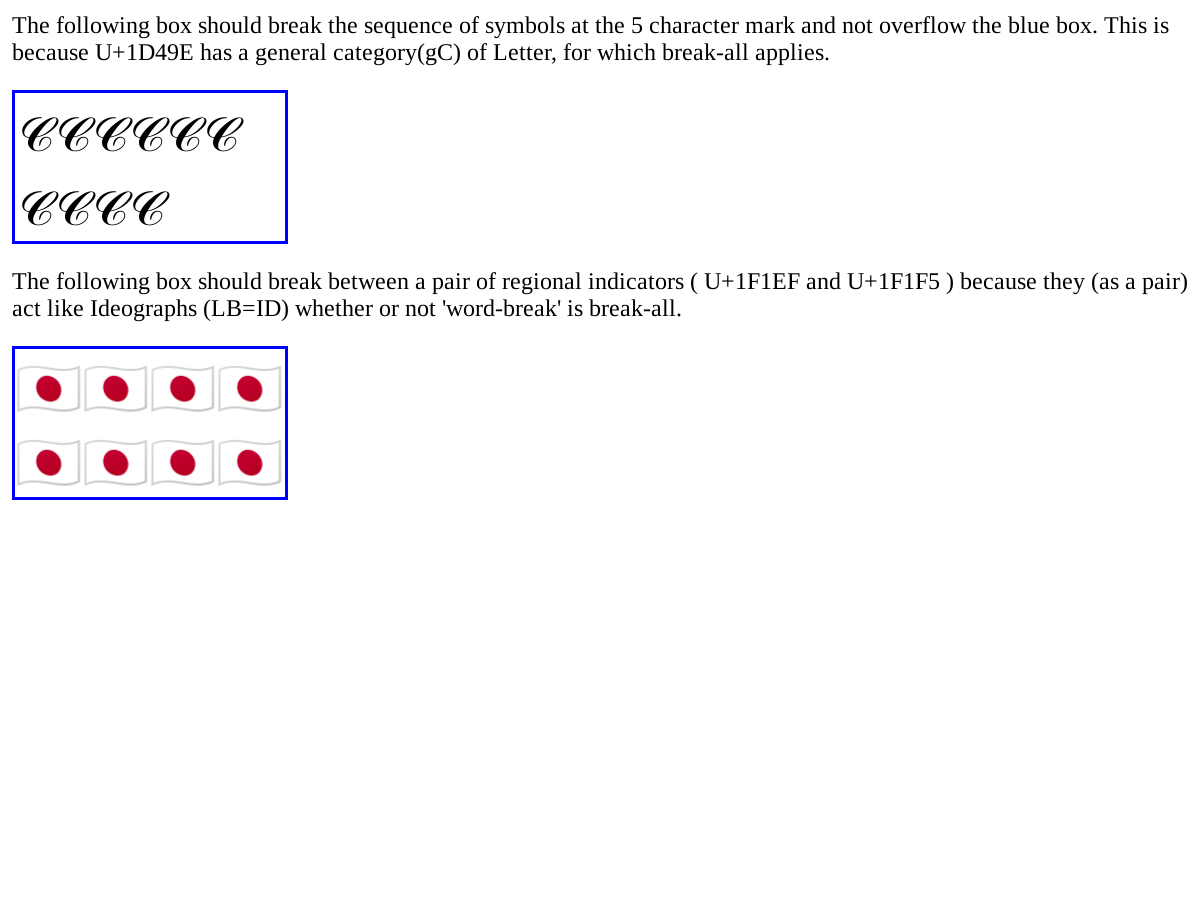 The following box should break the sequence of symbols at the 5 character mark and not overflow the blue box. This is
because U+1D49E has a general category(gC) of Letter, for which break-all applies.
𝒞𝒞𝒞𝒞𝒞𝒞
𝒞𝒞𝒞𝒞
The following box should break between a pair of regional indicators ( U+1F1EF and U+1F1F5 ) because they (as a pair)
act like Ideographs (LB=ID) whether or not 'word-break' is break-all.
🇯🇵🇯🇵🇯🇵🇯🇵
🇯🇵🇯🇵🇯🇵🇯🇵